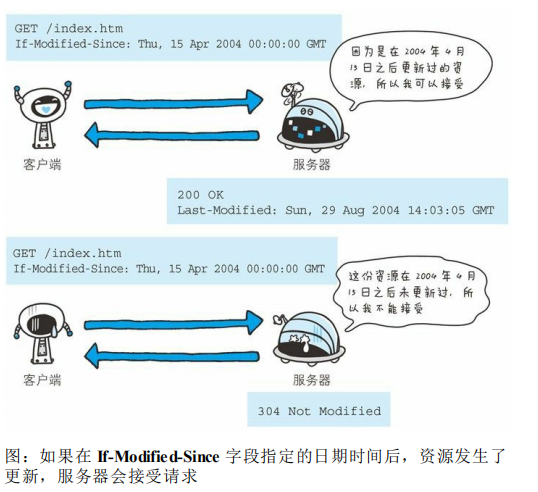 GET /index.htm
If-Modified-Since: Thu, 15 Apr 2004 00:00:00 GMT
因为是在 2004 年 4 月
15 日之后更新过的资
源，所以我可以接受
客户端
服务器
200 OK
Last-Modified: Sun, 29 Aug 2004 14:03:05 GMT
GET /index.htm
If-Modified-Since: Thu, 15 Apr 2004 00:00:00 GMT
这份资源在 2004 年 4 月
15 日之后未更新过，所
以我不能接受
客户端
服务器
304 Not Modified
图：如果在 If-Modified-Since 字段指定的日期时间后，资源发生了
更新，服务器会接受请求